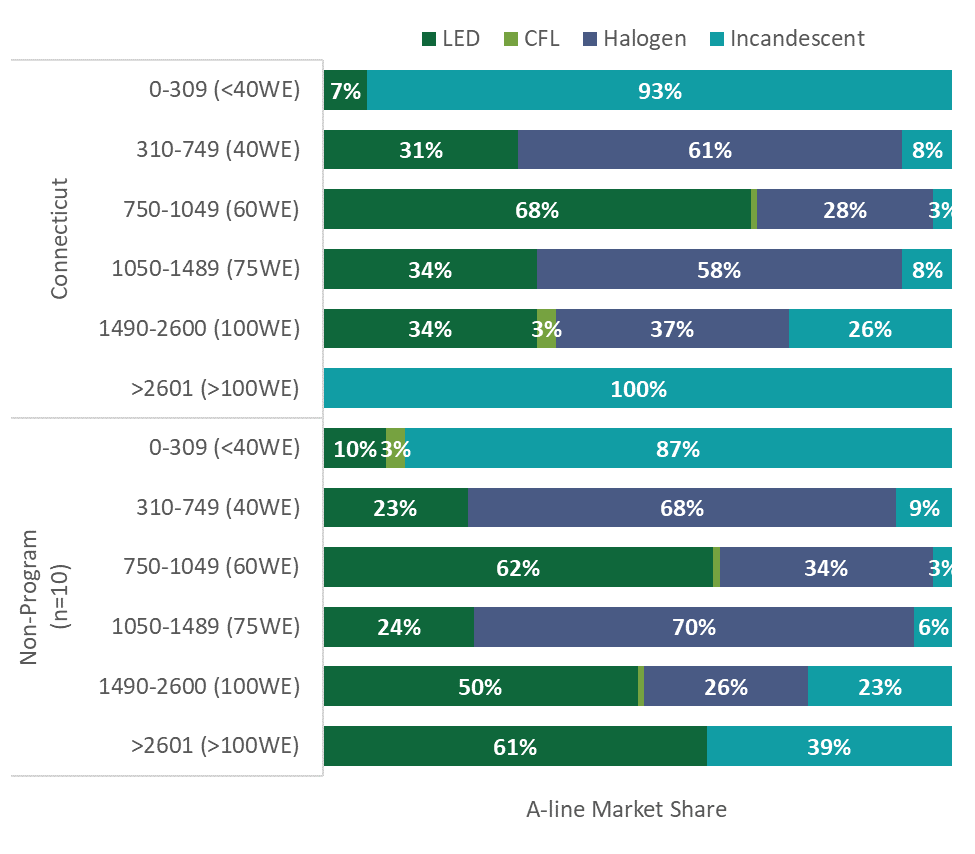 LED CFL Halogen Incandescent
Connecticut
0-309 (<40WE) 7% 93%
310-749 (40WE) 31% 61% 8%
750-1049 (60WE) 68% 28% 3%
1050-1489 (75WE) 34% 58% 8%
1490-2600 (100WE) 34% 3% 37% 26%
>2601 (>100WE) 100%
Non-Program
(n=10)
0-309 (<40WE) 10% 3% 87%
310-749 (40WE) 23% 68% 9%
750-1049 (60WE) 62% 34% 3%
1050-1489 (75WE) 24% 70% 6%
1490-2600 (100WE) 50% 26% 23%
>2601 (>100WE) 61% 39%
A-line Market Share